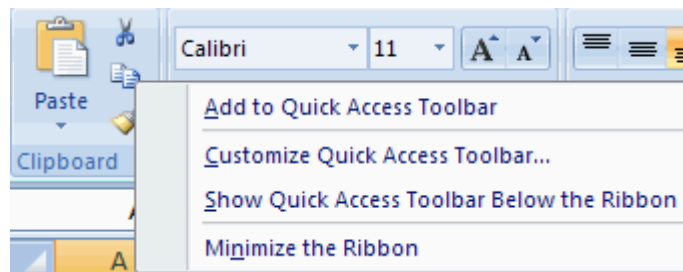 Calibri 11 A A
Paste
Add to Quick Access Toolbar
Customize Quick Access Toolbar...
Clipboard
Show Quick Access Toolbar Below the Ribbon
Minimize the Ribbon
A